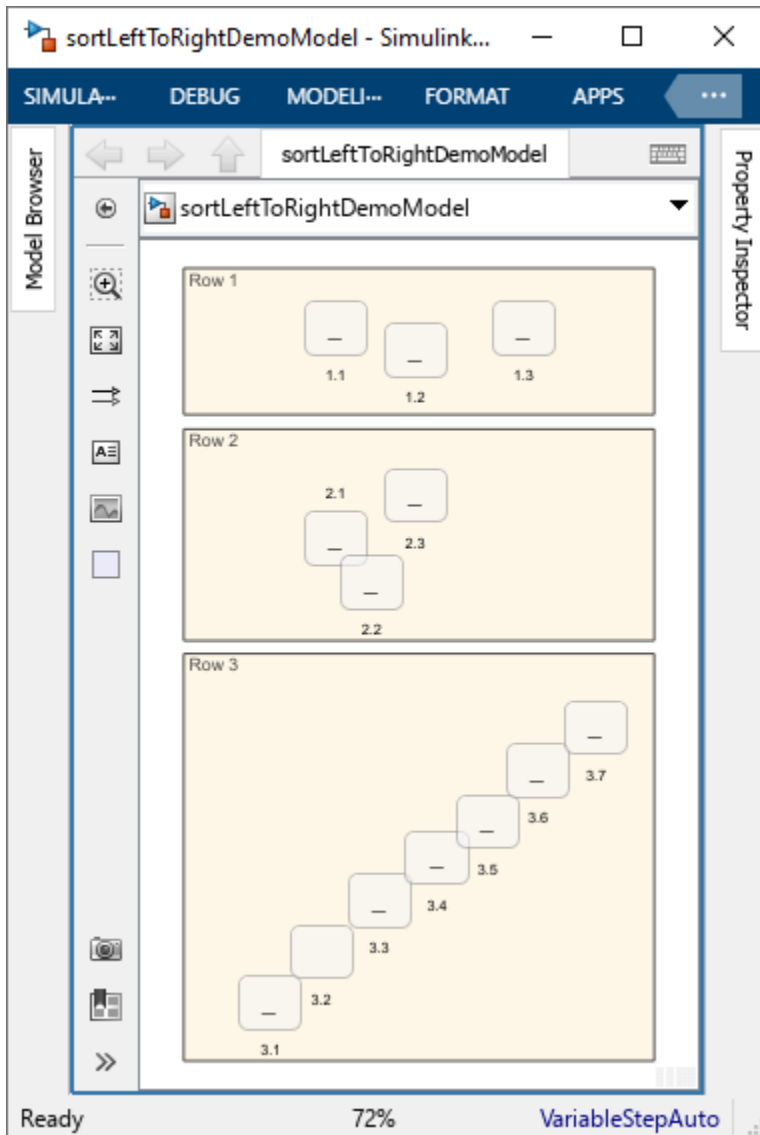 sortLeftToRightDemoModel - Simulink...
SIMULA··· DEBUG MODELI··· FORMAT APPS ···
Model Browser
sortLeftToRightDemoModel
Property Inspector
sortLeftToRightDemoModel
Row 1
1.1
1.2
1.3
Row 2
2.1
2.3
2.2
Row 3
3.7
3.6
3.5
3.4
3.3
3.2
3.1
Ready 72% VariableStepAuto